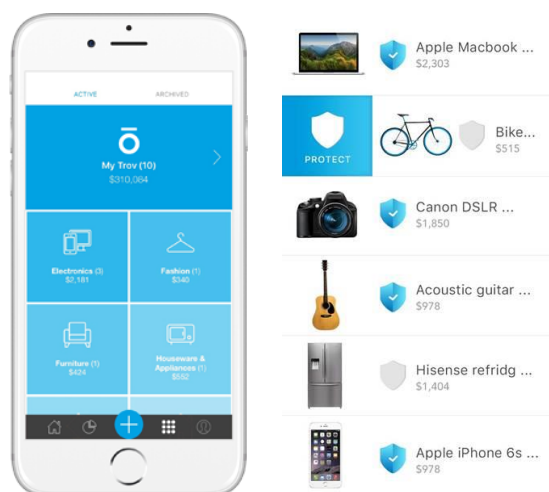 ACTIVE
ARCHIVED
My Trov (10)
$310,084
Electronics (3)
$2,181
Fashion (1)
$340
Furniture (1)
$424
Houseware &
Appliances (1)
$552
Apple Macbook ...
$2,303
PROTECT
Bike...
$515
Canon DSLR ...
$1,850
Acoustic guitar ...
$978
Hisense refridg ...
$1,404
Apple iPhone 6s ...
$978